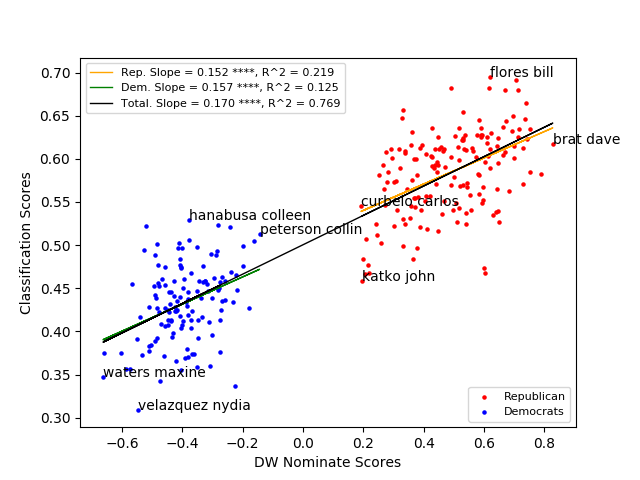 Rep. Slope = 0.152 ****, R^2 = 0.219
Dem. Slope = 0.157 ****, R^2 = 0.125
Total. Slope = 0.170 ****, R^2 = 0.769
flores bill
brat dave
curbelo carlos
hanabusa colleen
peterson collin
katko john
waters maxine
velazquez nydia
Republican
Democrats
0.70
0.65
0.60
0.55
0.50
0.45
0.40
0.35
0.30
Classification Scores
−0.6 −0.4 −0.2 0.0 0.2 0.4 0.6 0.8
DW Nominate Scores